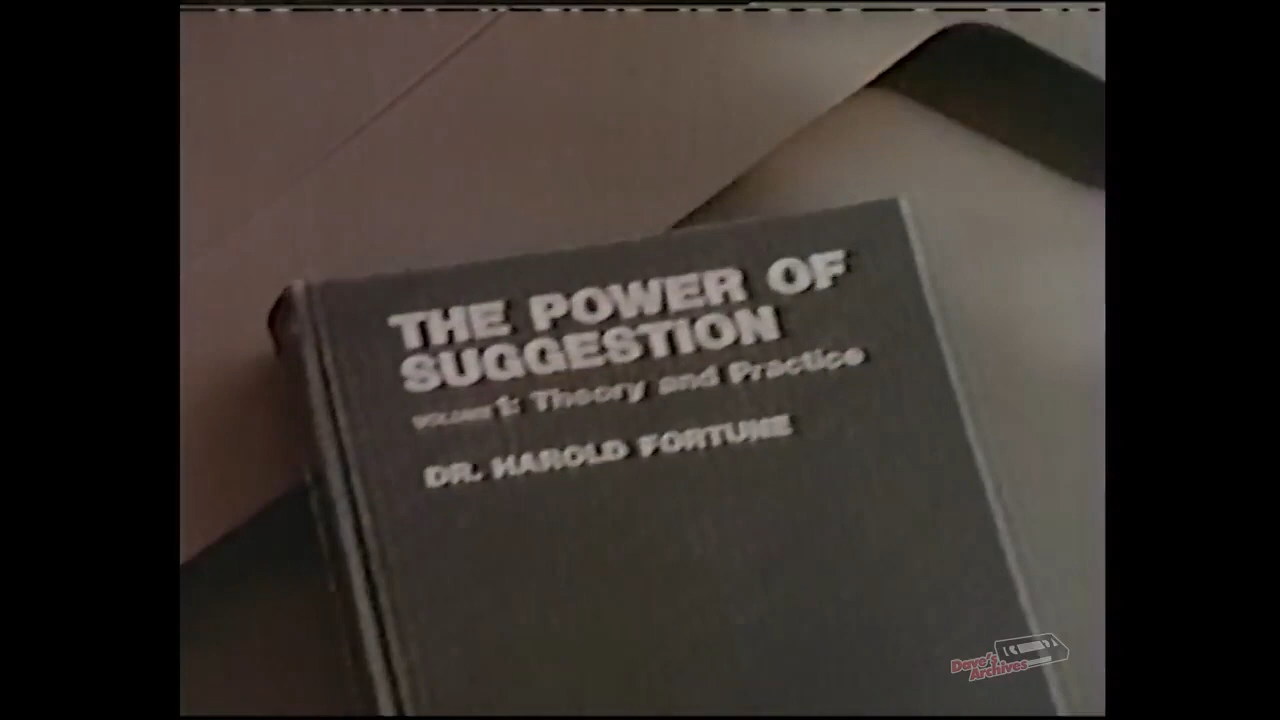 THE POWER OF
SUGGESTION
VOLUME 1: Theory and Practice
DR. HAROLD FORTUNE
Dave's
Archives